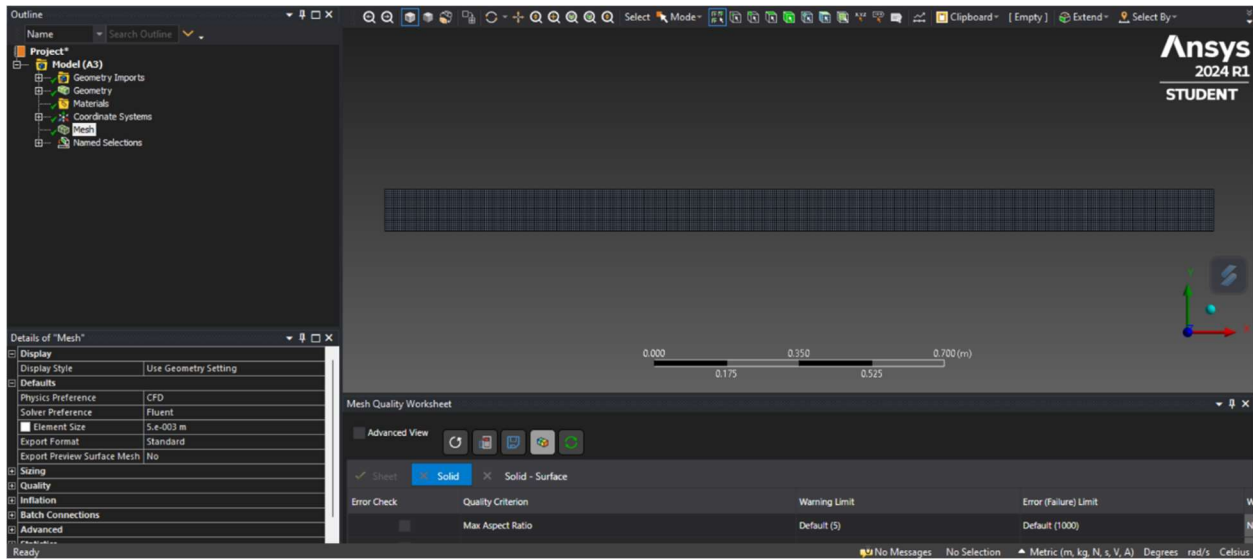 Outline
Name Search Outline
Project*
Model (A3)
Geometry Imports
Geometry
Materials
Coordinate Systems
Mesh
Named Selections
Details of "Mesh"
Display
Display Style Use Geometry Setting
Defaults
Physics Preference CFD
Solver Preference Fluent
Element Size 5.e-003 m
Export Format Standard
Export Preview Surface Mesh No
Sizing
Quality
Inflation
Batch Connections
Advanced
Select Mode Clipboard [Empty] Extend Select By
Ansys
2024 R1
STUDENT
Y
0.000 0.350 0.700 (m)
0.175 0.525
Mesh Quality Worksheet
Advanced View
Sheet Solid Solid - Surface
Error Check Quality Criterion Warning Limit Error (Failure) Limit W
Max Aspect Ratio Default (5) Default (1000) N
Ready No Messages No Selection Metric (m, kg, N, s, V, A) Degrees rad/s Celsius